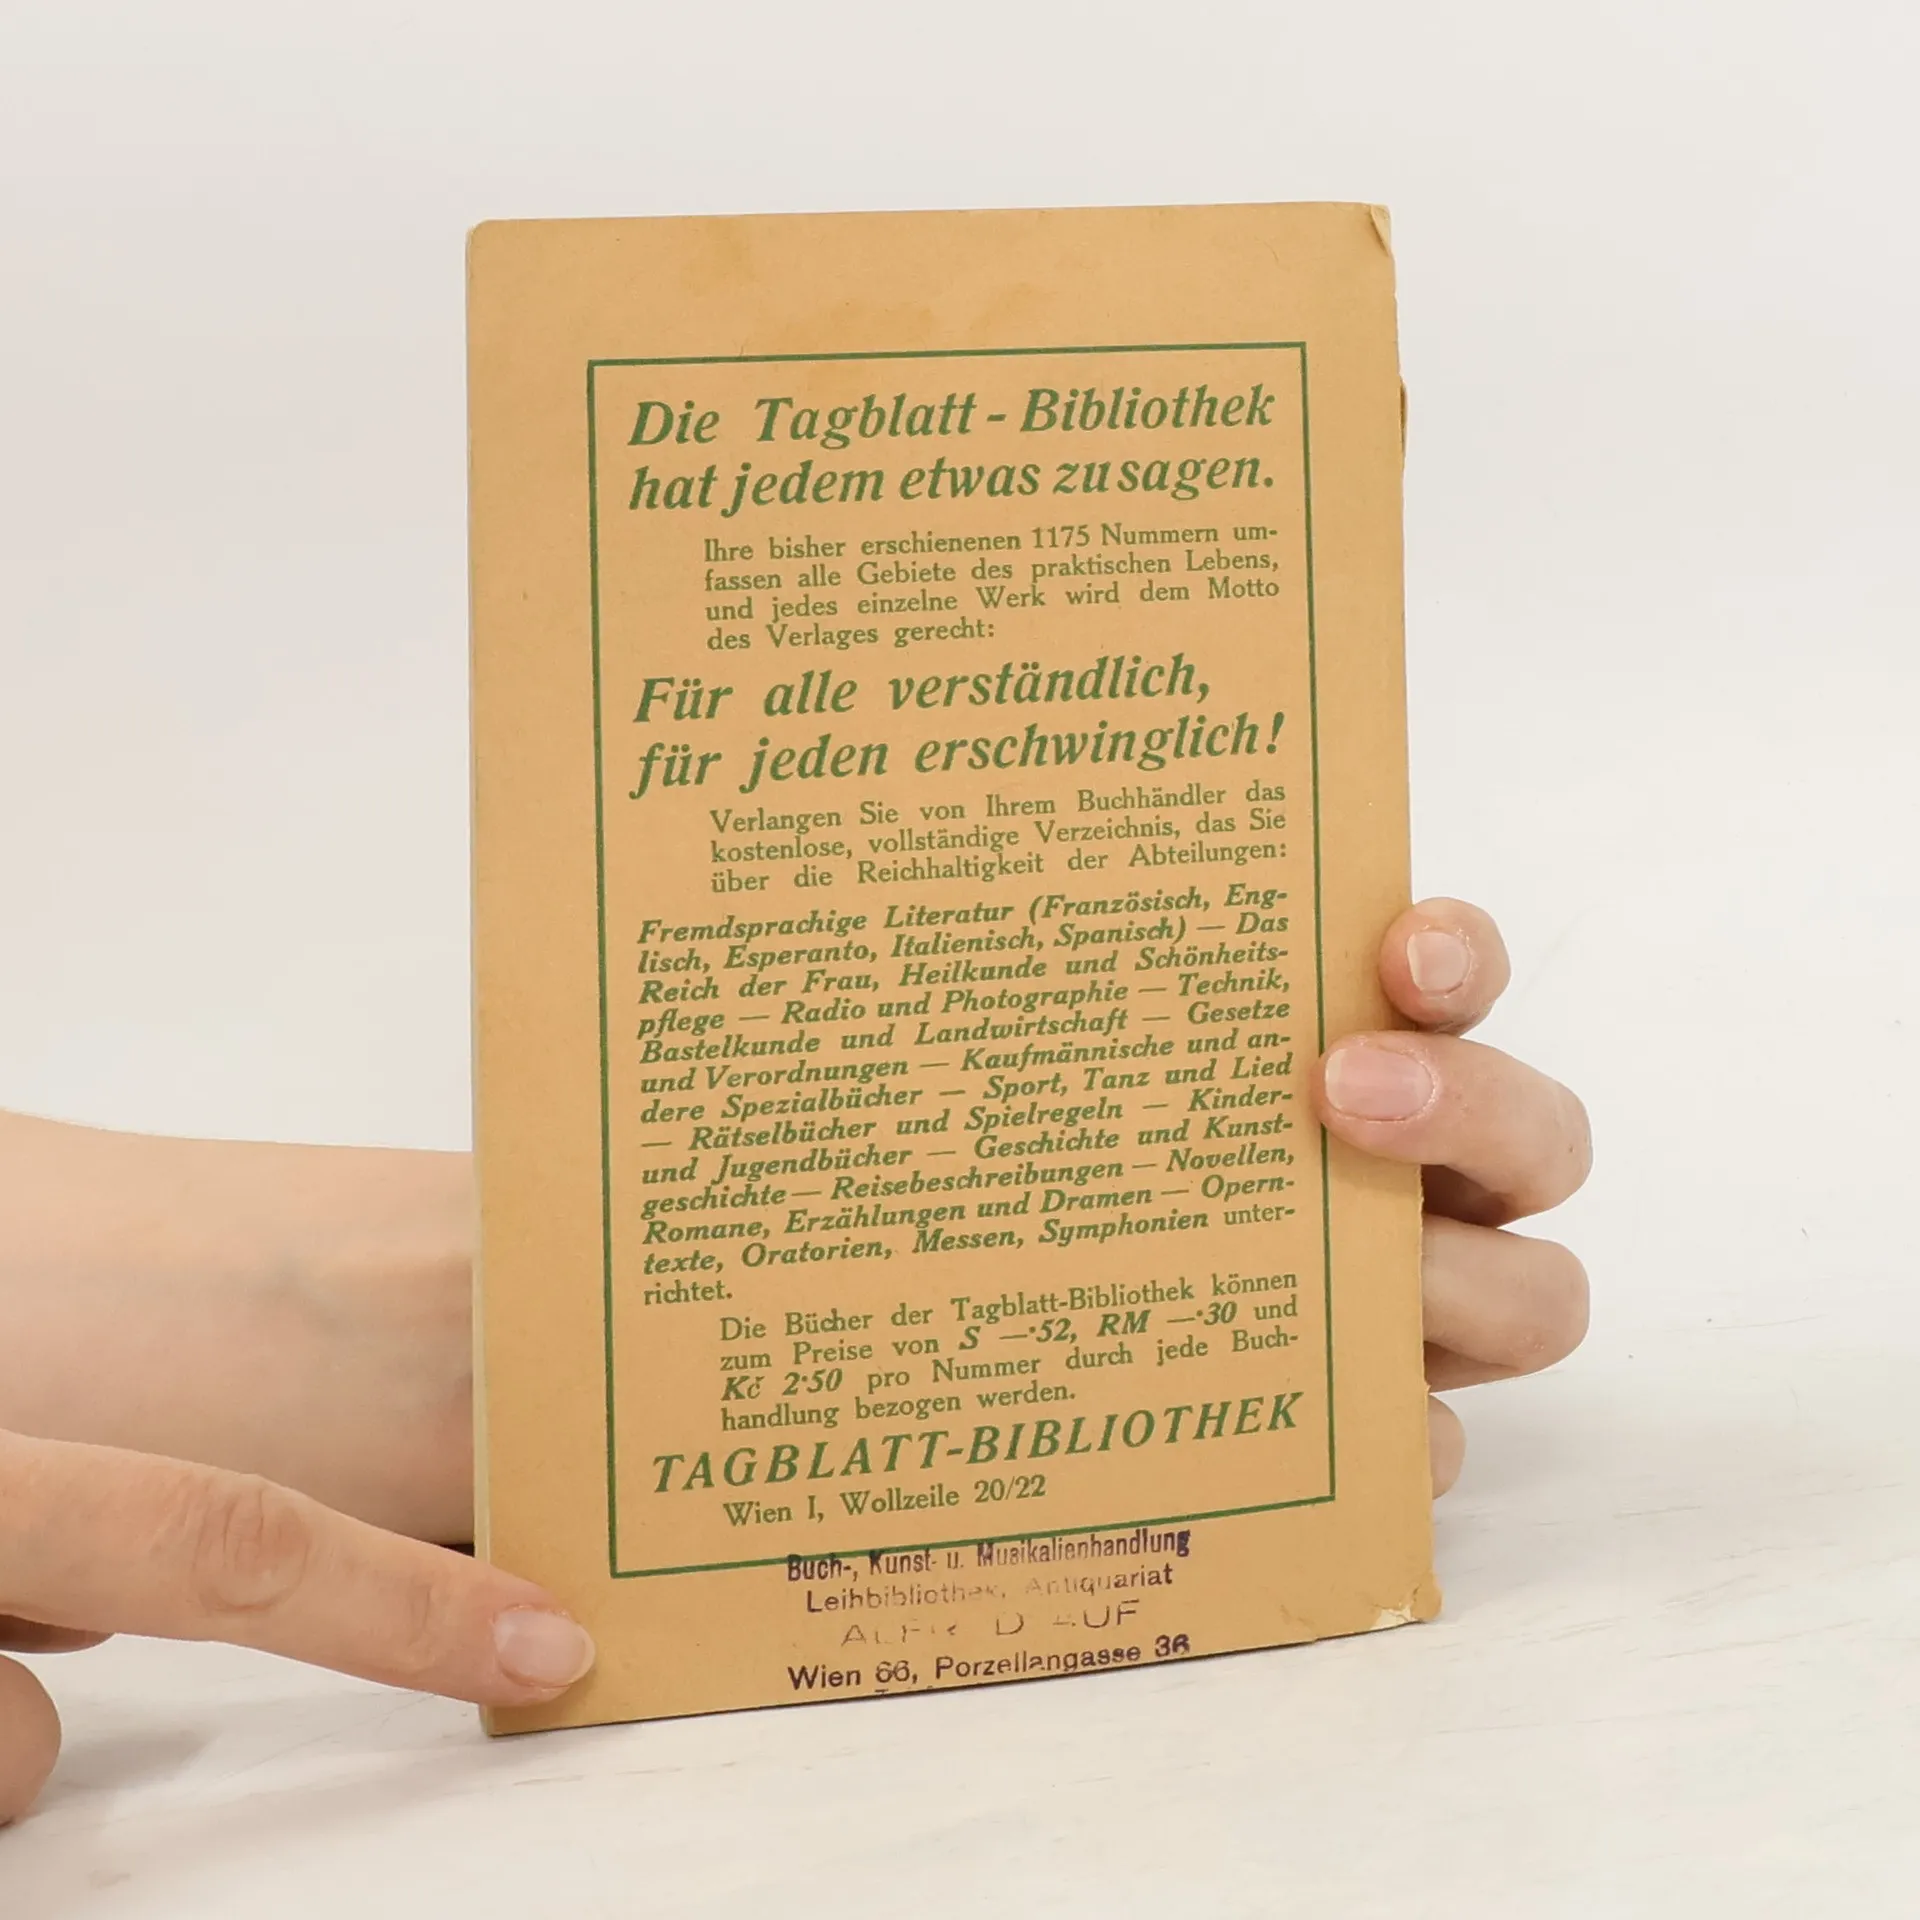 Die Tagblatt-Bibliothek
hat jedem etwas zu sagen.
Ihre bisher erschienenen 1175 Nummern um-
fassen alle Gebiete des praktischen Lebens,
und jedes einzelne Werk wird dem Motto
des Verlages gerecht:
Für alle verständlich,
für jeden erschwinglich!
Verlangen Sie von Ihrem Buchhändler das
kostenlose, vollständige Verzeichnis, das Sie
über die Reichhaltigkeit der Abteilungen:
Fremdsprachige Literatur (Französisch, Eng-
lisch, Esperanto, Italienisch, Spanisch) — Das
Reich der Frau, Heilkunde und Schönheits-
pflege — Radio und Photographie — Technik,
Bastelkunde und Landwirtschaft — Gesetze
und Verordnungen — Kaufmännische und an-
dere Spezialbücher — Sport, Tanz und Lied
— Rätselbücher und Spielregeln — Kinder-
und Jugendbücher — Geschichte und Kunst-
geschichte — Reisebeschreibungen — Novellen,
Romane, Erzählungen und Dramen — Opern-
texte, Oratorien, Messen, Symphonien unter-
richtet.
Die Bücher der Tagblatt-Bibliothek können
zum Preise von S —·52, RM —·30 und
Kč 2·50 pro Nummer durch jede Buch-
handlung bezogen werden.
TAGBLATT-BIBLIOTHEK
Wien I, Wollzeile 20/22
Buch-, Kunst- u. Musikalienhandlung
Leihbibliothek, Antiquariat
Wien 66, Porzellangasse 36